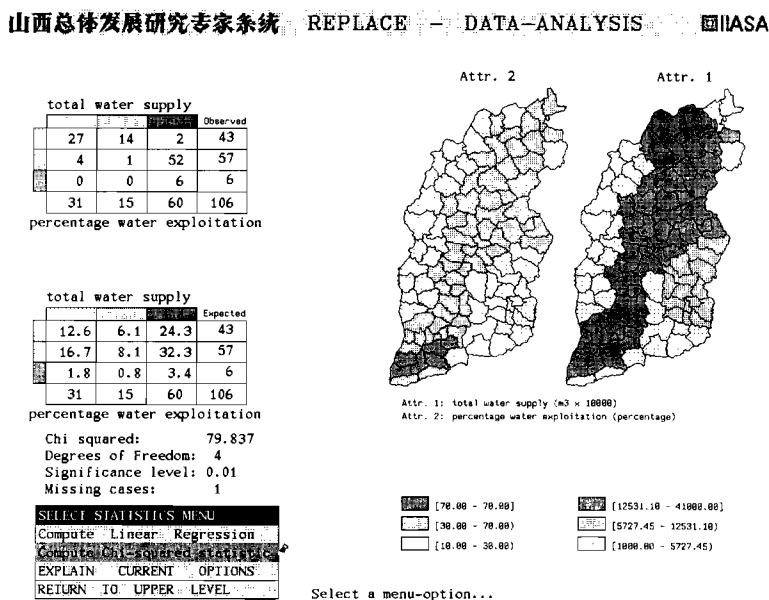 山西总体发展研究专家系统 REPLACE - DATA-ANALYSIS IIASA
Attr. 2 Attr. 1
total water supply
Observed
27 14 2 43
4 1 52 57
0 0 6 6
31 15 60 106
percentage water exploitation
total water supply
Expected
12.6 6.1 24.3 43
16.7 8.1 32.3 57
1.8 0.8 3.4 6
31 15 60 106
percentage water exploitation
Attr. 1: total water supply (m3 x 10000)
Attr. 2: percentage water exploitation (percentage)
Chi squared: 79.837
Degrees of Freedom: 4
Significance level: 0.01
Missing cases: 1
[70.00 - 70.00] [12531.10 - 41000.00]
[30.00 - 70.00) [5727.45 - 12531.10)
[10.00 - 30.00) [1000.00 - 5727.45)
SELECT STATISTICS MENU
Compute Linear Regression
Compute Chi-squared statistic
EXPLAIN CURRENT OPTIONS
RETURN TO UPPER LEVEL
Select a menu-option...